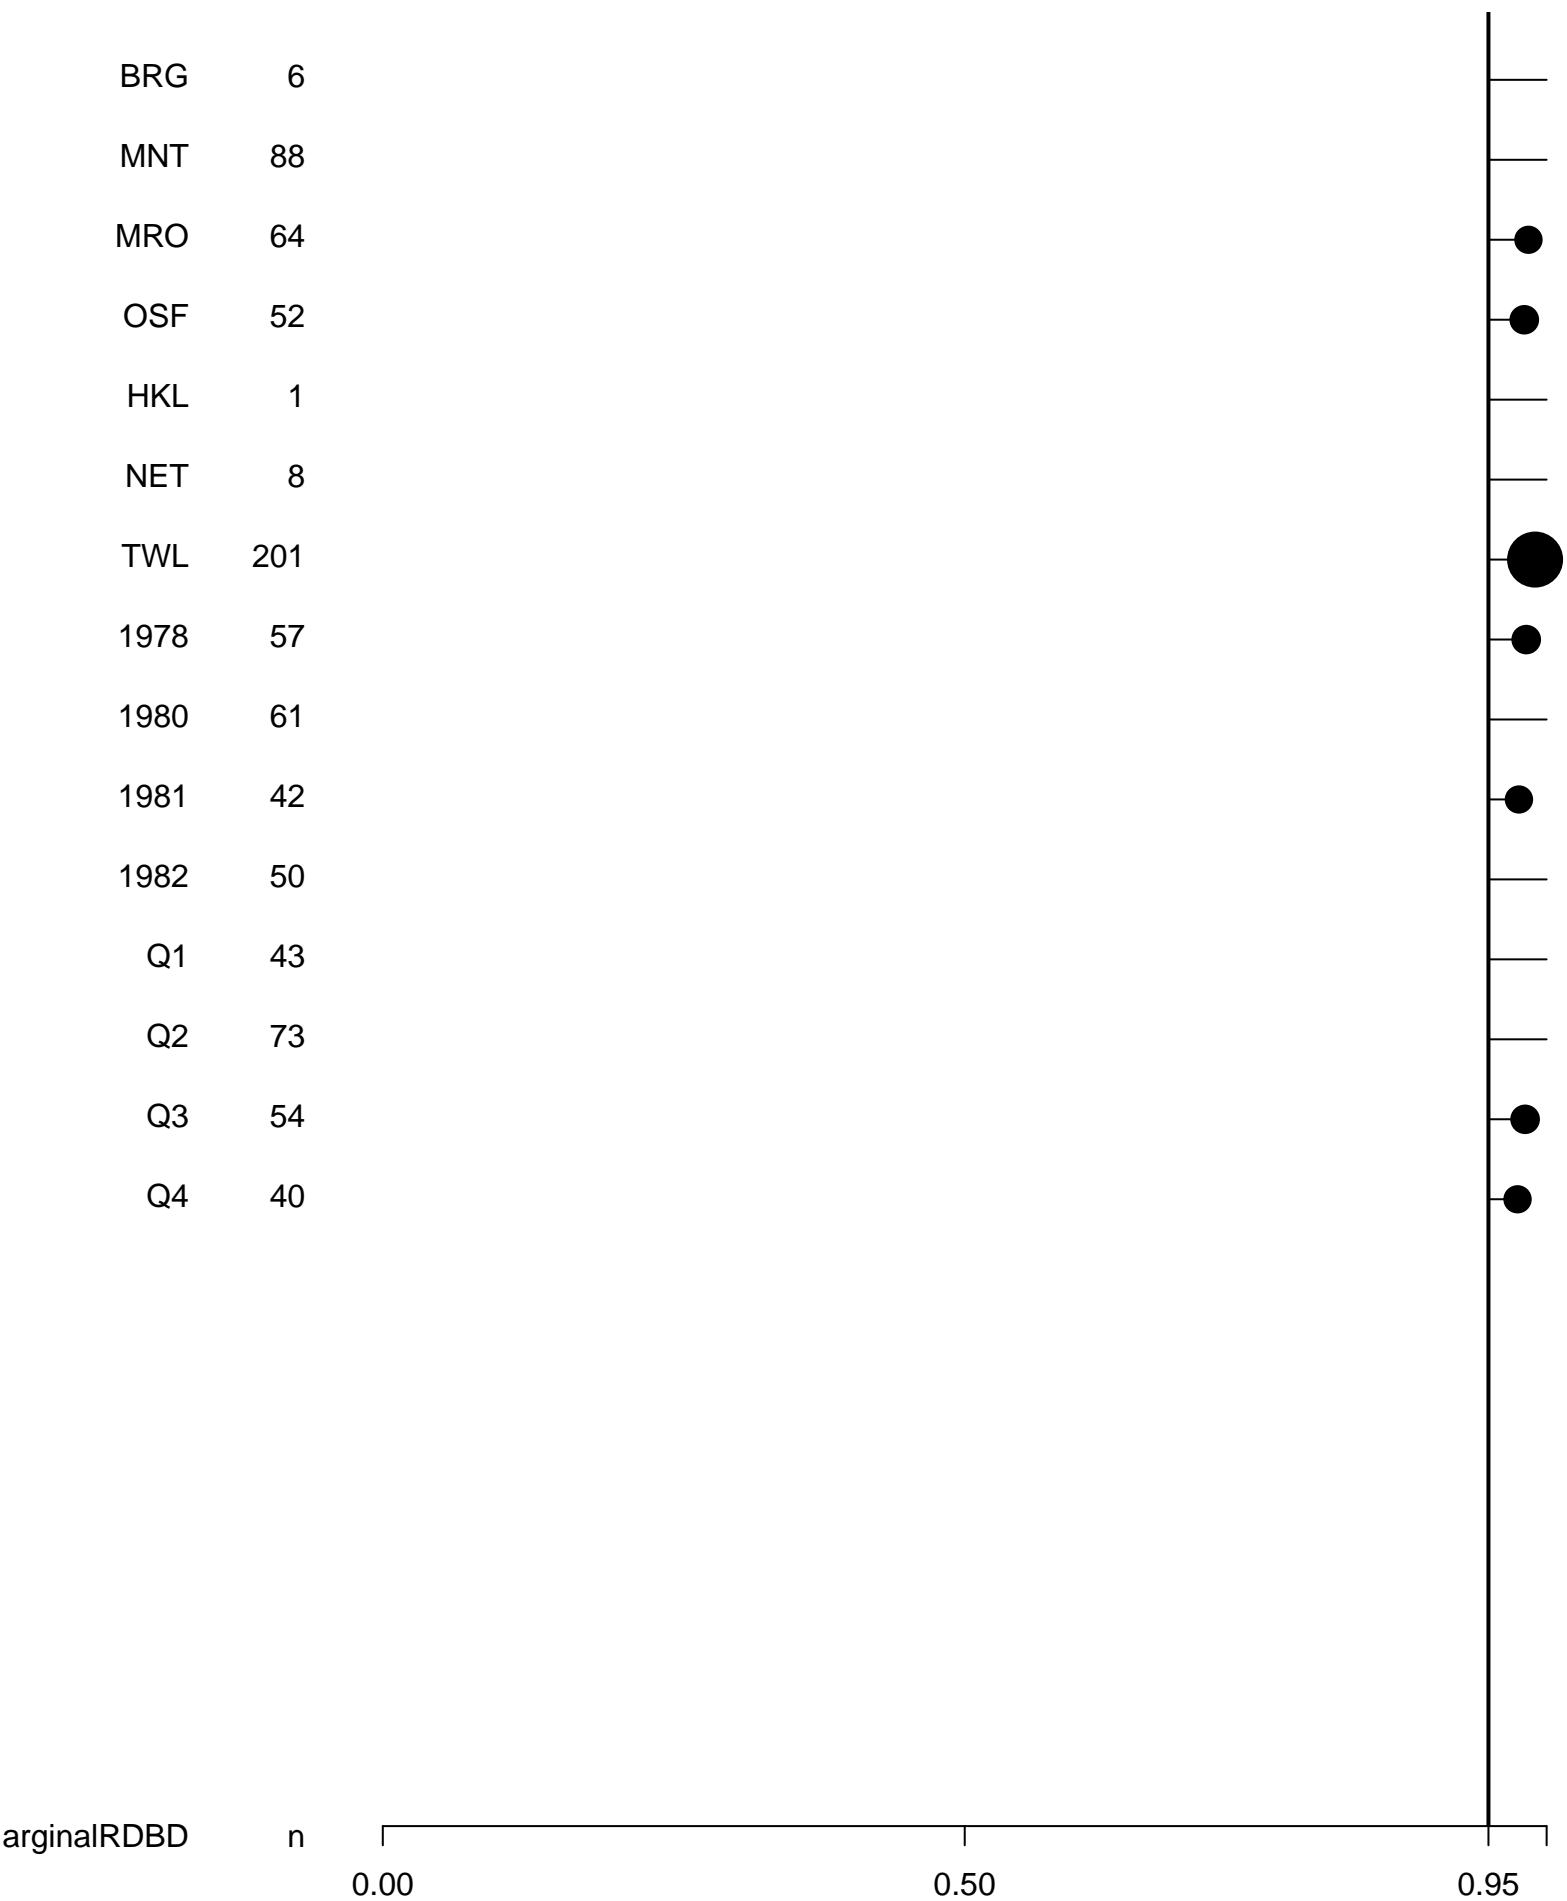 BRG 6
MNT 88
MRO 64
OSF 52
HKL 1
NET 8
TWL 201
1978 57
1980 61
1981 42
1982 50
Q1 43
Q2 73
Q3 54
Q4 40
arginalRDBD n
0.00 0.50 0.95